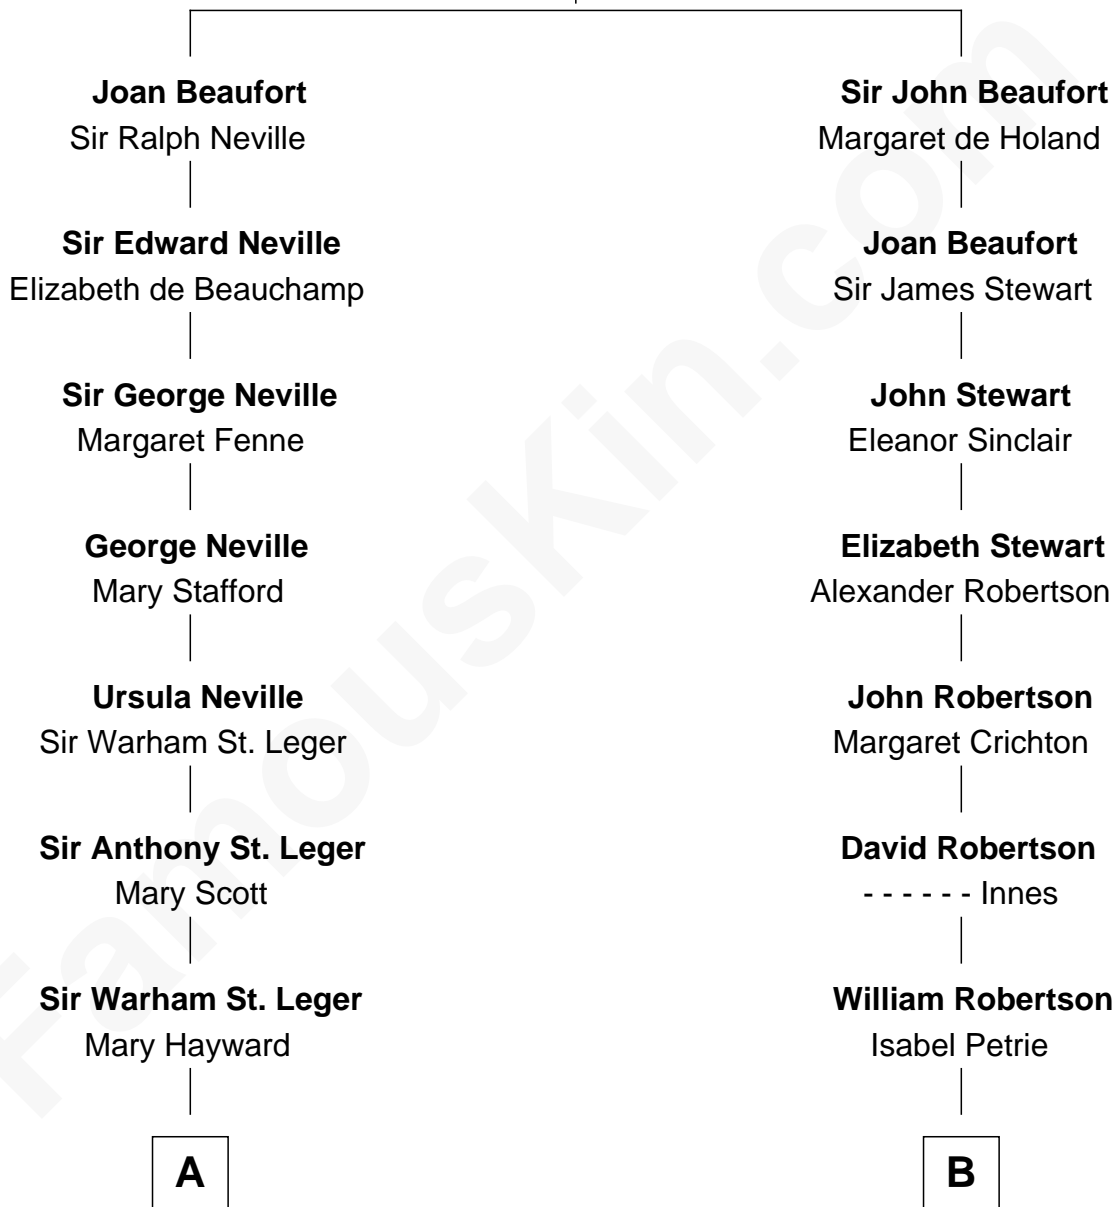 Joan Beaufort
Sir Ralph Neville
Sir John Beaufort
Margaret de Holand
Sir Edward Neville
Elizabeth de Beauchamp
Joan Beaufort
Sir James Stewart
Sir George Neville
Margaret Fenne
John Stewart
Eleanor Sinclair
George Neville
Mary Stafford
Elizabeth Stewart
Alexander Robertson
Ursula Neville
Sir Warham St. Leger
John Robertson
Margaret Crichton
Sir Anthony St. Leger
Mary Scott
David Robertson
- - - - - - Innes
Sir Warham St. Leger
Mary Hayward
William Robertson
Isabel Petrie
A
B
FamousKin.com